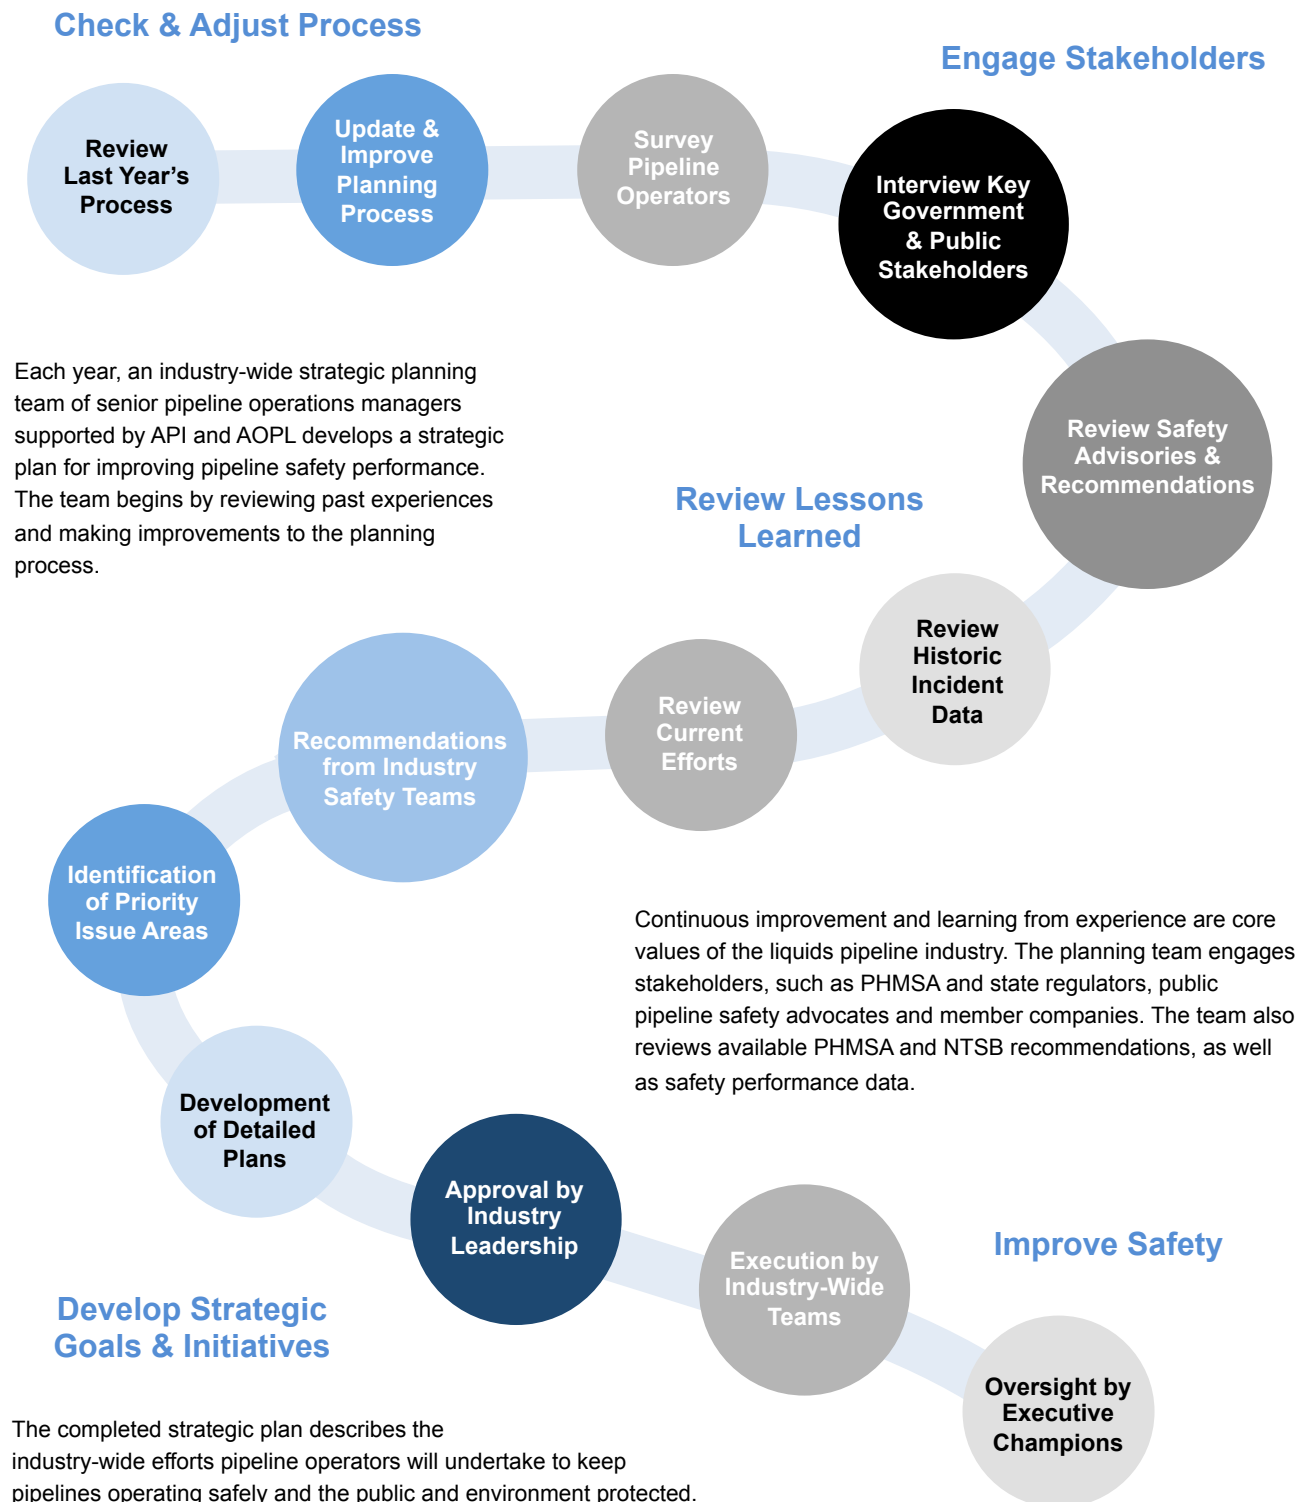 Check & Adjust Process
Engage Stakeholders
Review
Last Year's
Process
Update &
Improve
Planning
Process
Survey
Pipeline
Operators
Interview Key
Government
& Public
Stakeholders
Review Safety
Advisories &
Recommendations
Each year, an industry-wide strategic planning
team of senior pipeline operations managers
supported by API and AOPL develops a strategic
plan for improving pipeline safety performance.
The team begins by reviewing past experiences
and making improvements to the planning
process.
Review Lessons
Learned
Review
Historic
Incident
Data
Review
Current
Efforts
Recommendations
from Industry
Safety Teams
Identification
of Priority
Issue Areas
Continuous improvement and learning from experience are core
values of the liquids pipeline industry. The planning team engages
stakeholders, such as PHMSA and state regulators, public
pipeline safety advocates and member companies. The team also
reviews available PHMSA and NTSB recommendations, as well
as safety performance data.
Development
of Detailed
Plans
Approval by
Industry
Leadership
Execution by
Industry-Wide
Teams
Improve Safety
Develop Strategic
Goals & Initiatives
Oversight by
Executive
Champions
The completed strategic plan describes the
industry-wide efforts pipeline operators will undertake to keep
pipelines operating safely and the public and environment protected.